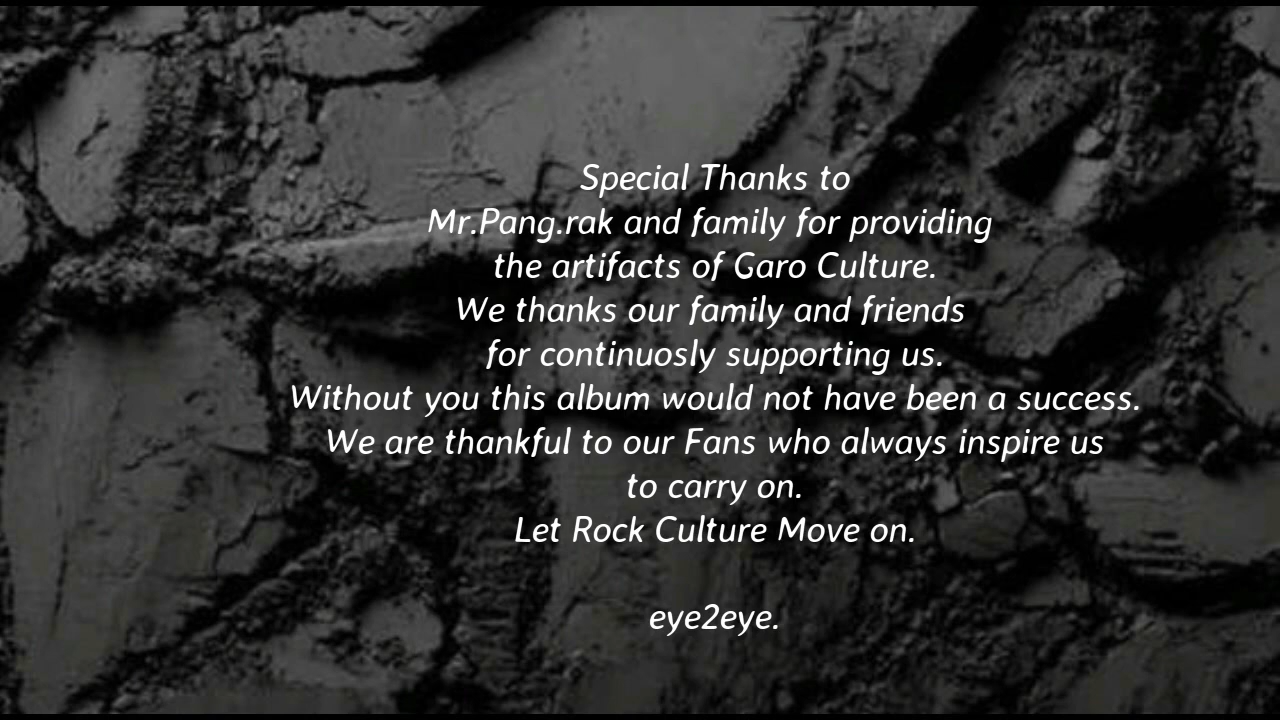 Special Thanks to
Mr.Pang.rak and family for providing
the artifacts of Garo Culture.
We thanks our family and friends
for continuosly supporting us.
Without you this album would not have been a success.
We are thankful to our Fans who always inspire us
to carry on.
Let Rock Culture Move on.
eye2eye.